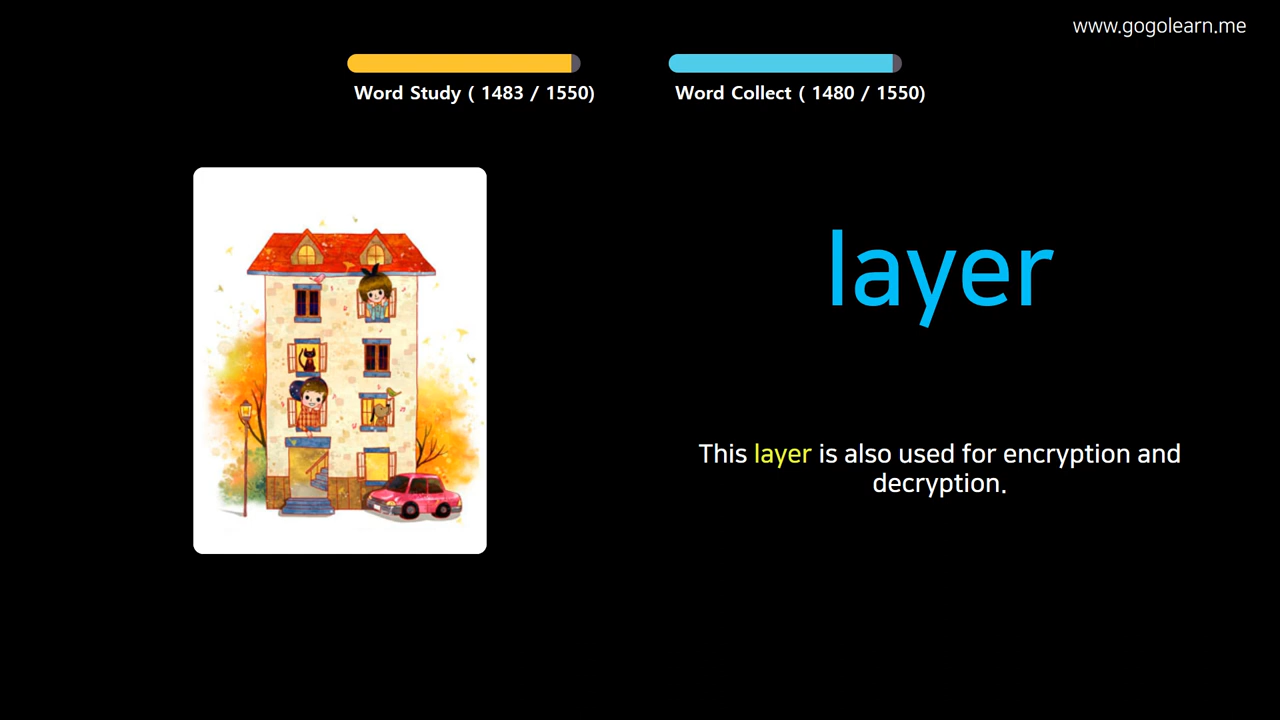 www.gogolearn.me
Word Study ( 1483 / 1550)
Word Collect ( 1480 / 1550)
layer
This layer is also used for encryption and
decryption.